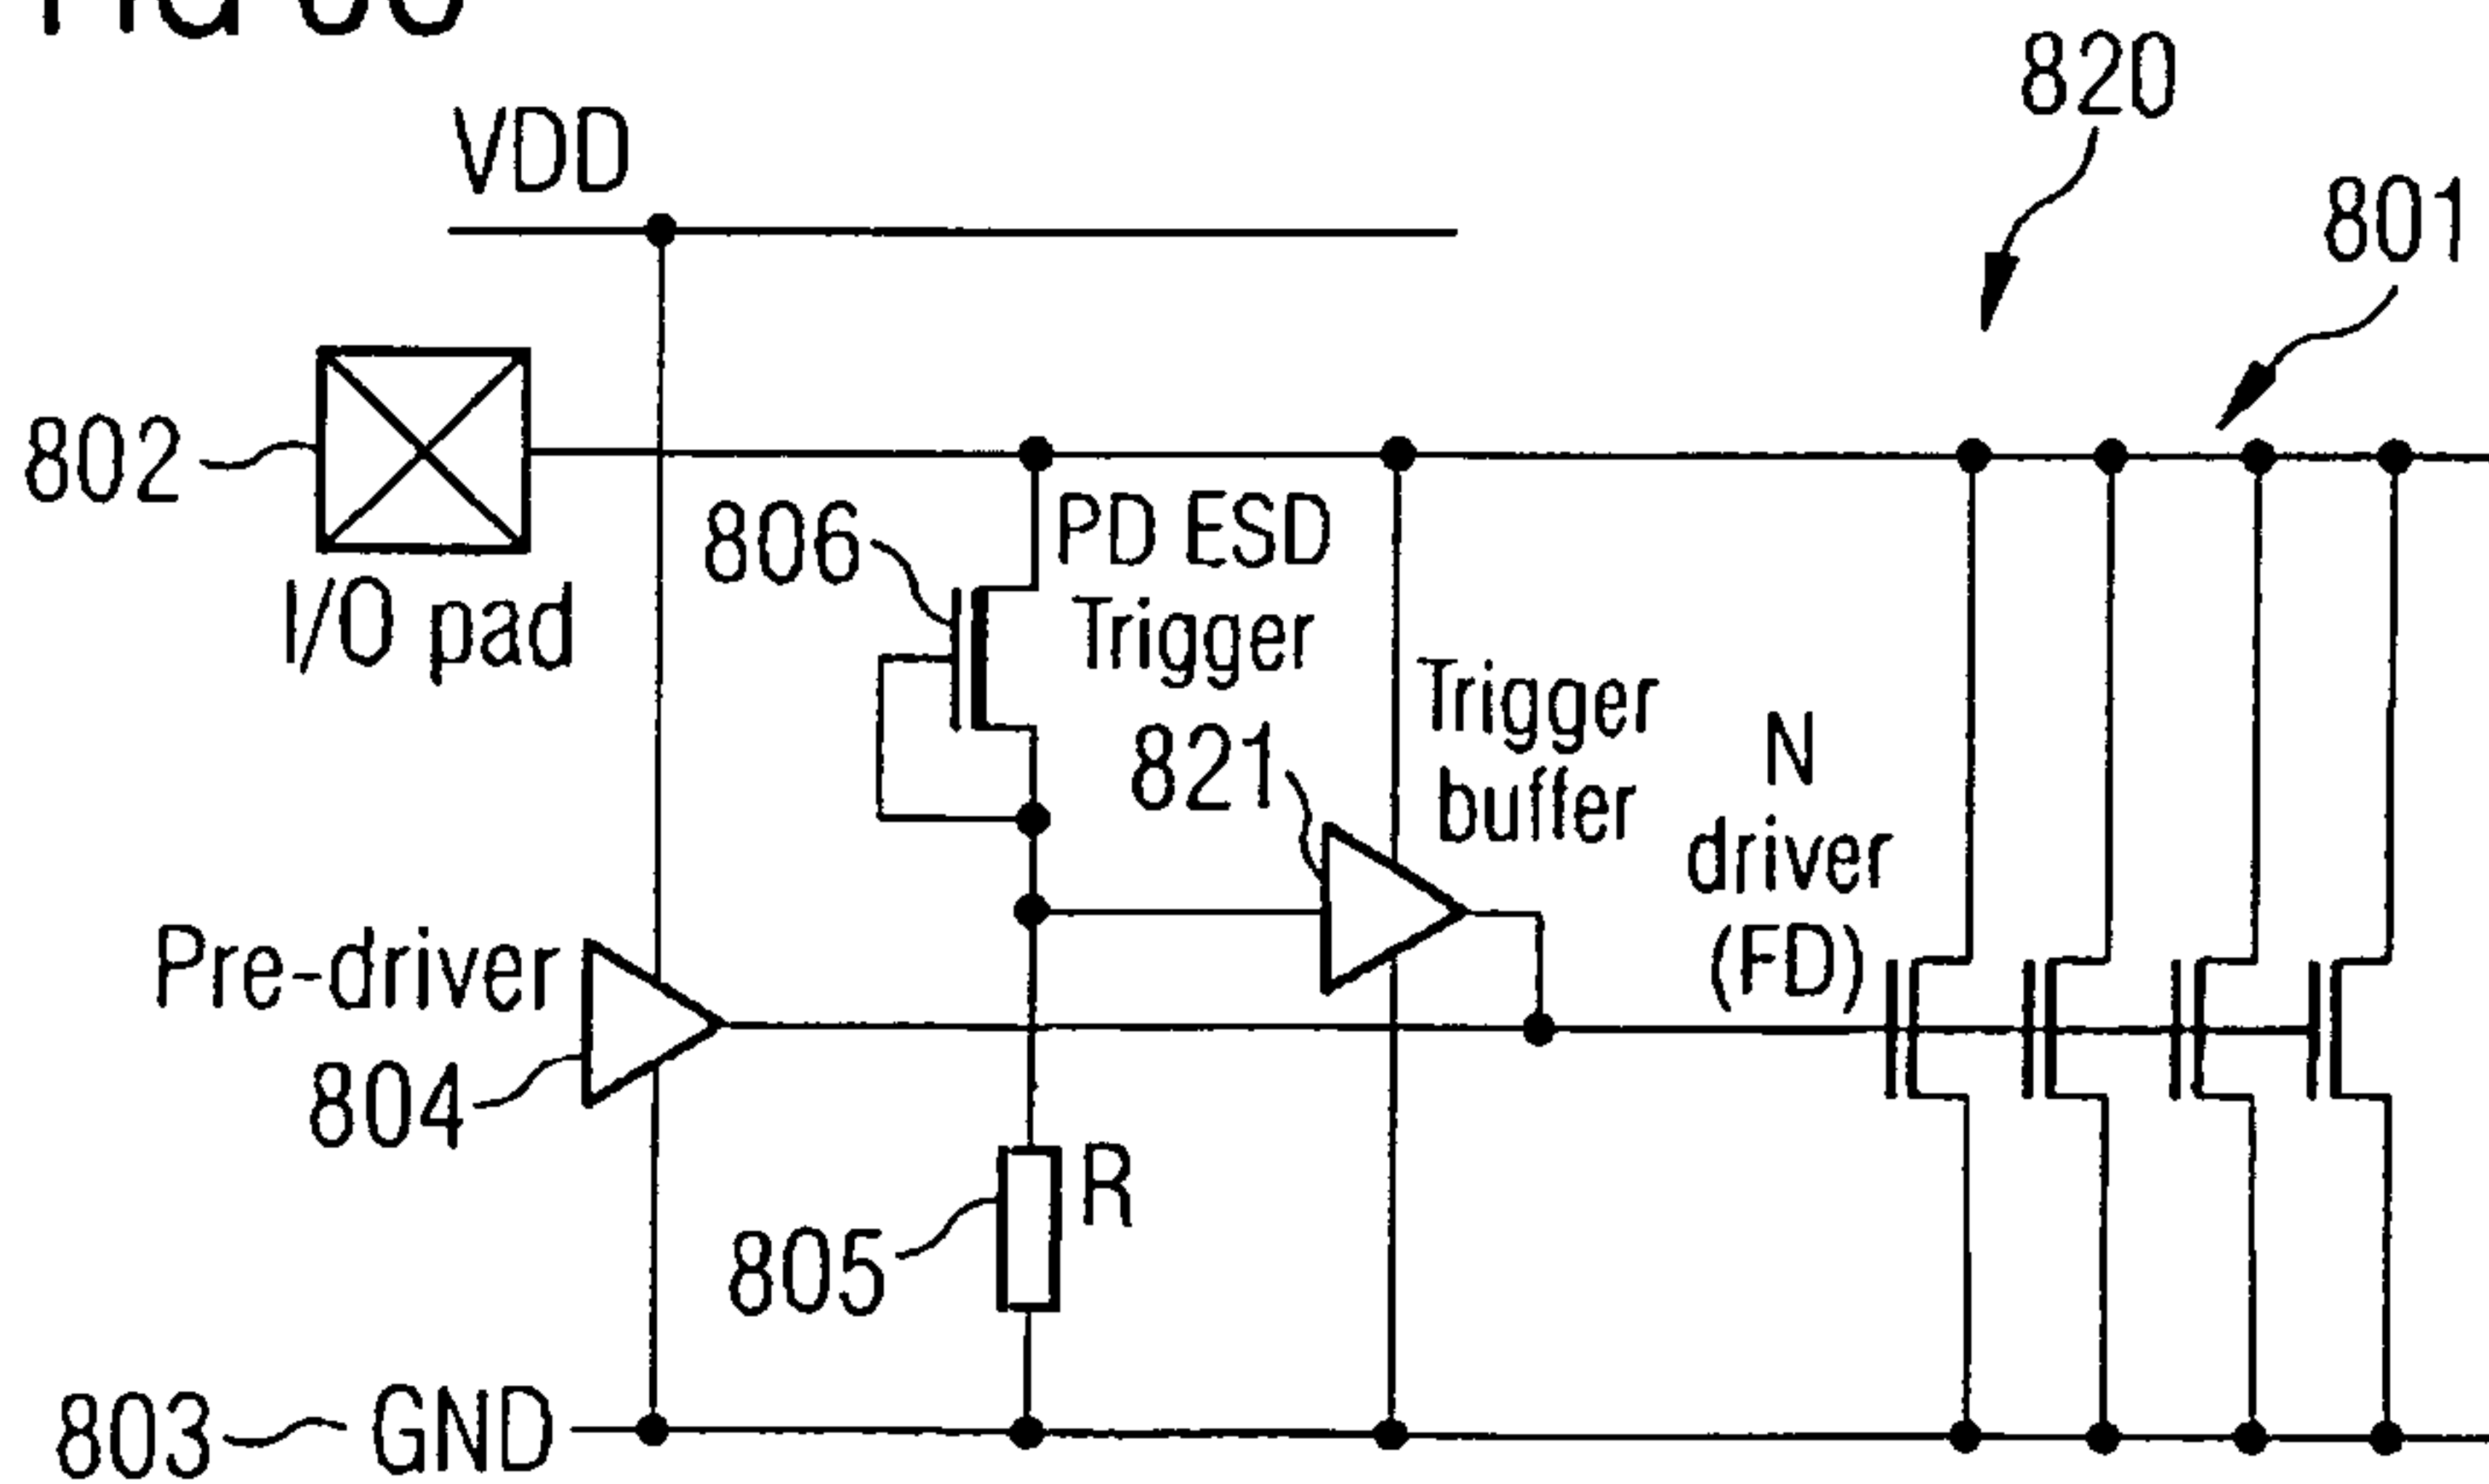 820
VDD
801
802
806
PD ESD
Trigger
I/O pad
821
Trigger
buffer
N
driver
(FD)
Pre-driver
804
R
805
803
GND